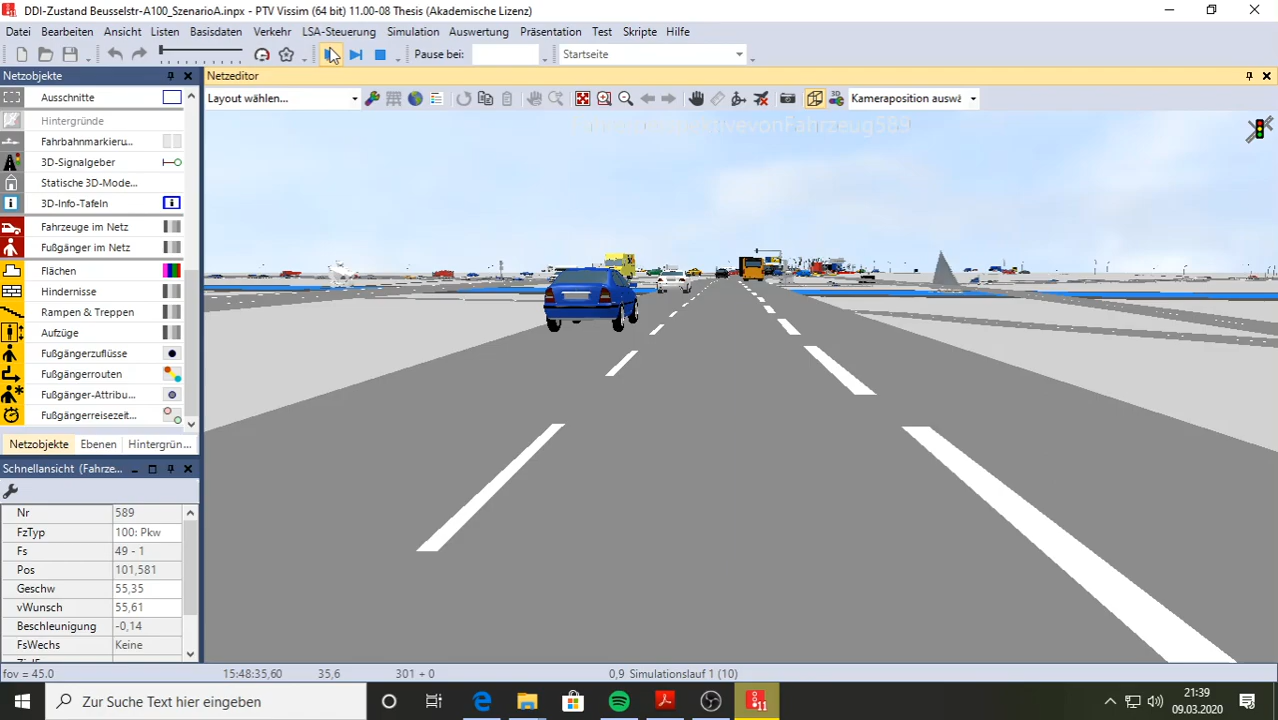 DDI-Zustand Beusselstr-A100_SzenarioA.inpx - PTV Vissim (64 bit) 11.00-08 Thesis (Akademische Lizenz)
Datei Bearbeiten Ansicht Listen Basisdaten Verkehr LSA-Steuerung Simulation Auswertung Präsentation Test Skripte Hilfe
Pause bei: Startseite
Netzobjekte
Netzeditor
Layout wählen...
Kameraposition auswä
Ausschnitte
Hintergründe
Fahrbahnmarkieru...
3D-Signalgeber
Statische 3D-Mode...
3D-Info-Tafeln
Fahrzeuge im Netz
Fußgänger im Netz
Flächen
Hindernisse
Rampen & Treppen
Aufzüge
Fußgängerzuflüsse
Fußgängerrouten
Fußgänger-Attribu...
Fußgängerreisezeit...
Netzobjekte Ebenen Hintergrün...
Schnellansicht (Fahrze...
Nr 589
FzTyp 100: Pkw
Fs 49 - 1
Pos 101,581
Geschw 55,35
vWunsch 55,61
Beschleunigung -0,14
FsWechs Keine
fov = 45.0 15:48:35,60 35,6 301 + 0 0,9 Simulationslauf 1 (10)
Zur Suche Text hier eingeben
11
21:39
09.03.2020